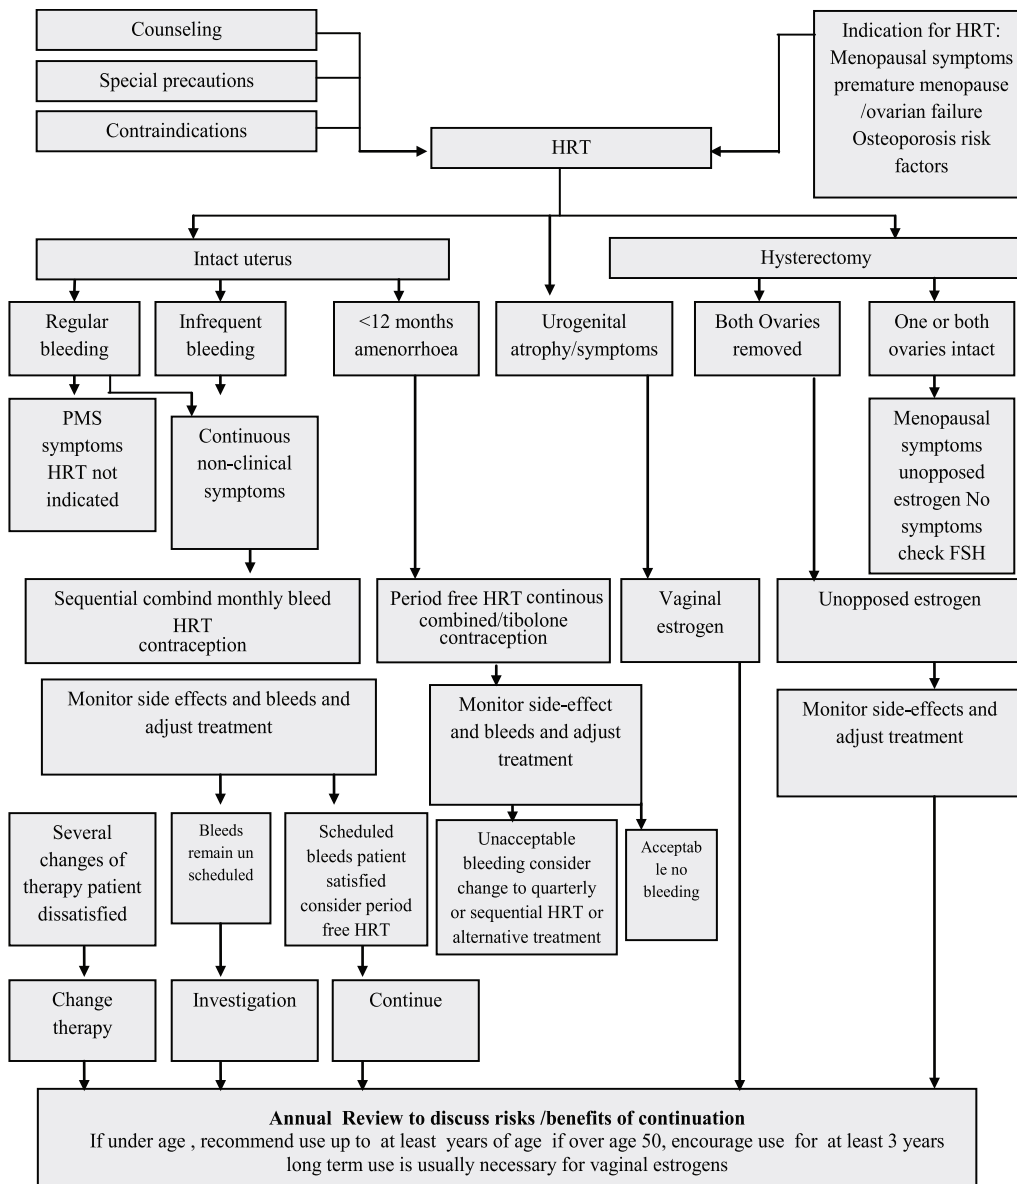 Counseling
Special precautions
Contraindications
Indication for HRT:
Menopausal symptoms
premature menopause
/ovarian failure
Osteoporosis risk
factors
HRT
Intact uterus
Hysterectomy
Regular
bleeding
Infrequent
bleeding
<12 months
amenorrhoea
Urogenital
atrophy/symptoms
Both Ovaries
removed
One or both
ovaries intact
PMS
symptoms
HRT not
indicated
Continuous
non-clinical
symptoms
Menopausal
symptoms
unopposed
estrogen No
symptoms
check FSH
Sequential combind monthly bleed
HRT
contraception
Period free HRT continous
combined/tibolone
contraception
Vaginal
estrogen
Unopposed estrogen
Monitor side effects and bleeds and
adjust treatment
Monitor side-effect
and bleeds and adjust
treatment
Monitor side-effects and
adjust treatment
Several
changes of
therapy patient
dissatisfied
Bleeds
remain un
scheduled
Scheduled
bleeds patient
satisfied
consider period
free HRT
Unacceptable
bleeding consider
change to quarterly
or sequential HRT or
alternative treatment
Acceptab
le no
bleeding
Change
therapy
Investigation
Continue
Annual Review to discuss risks /benefits of continuation
If under age , recommend use up to at least years of age if over age 50, encourage use for at least 3 years
long term use is usually necessary for vaginal estrogens